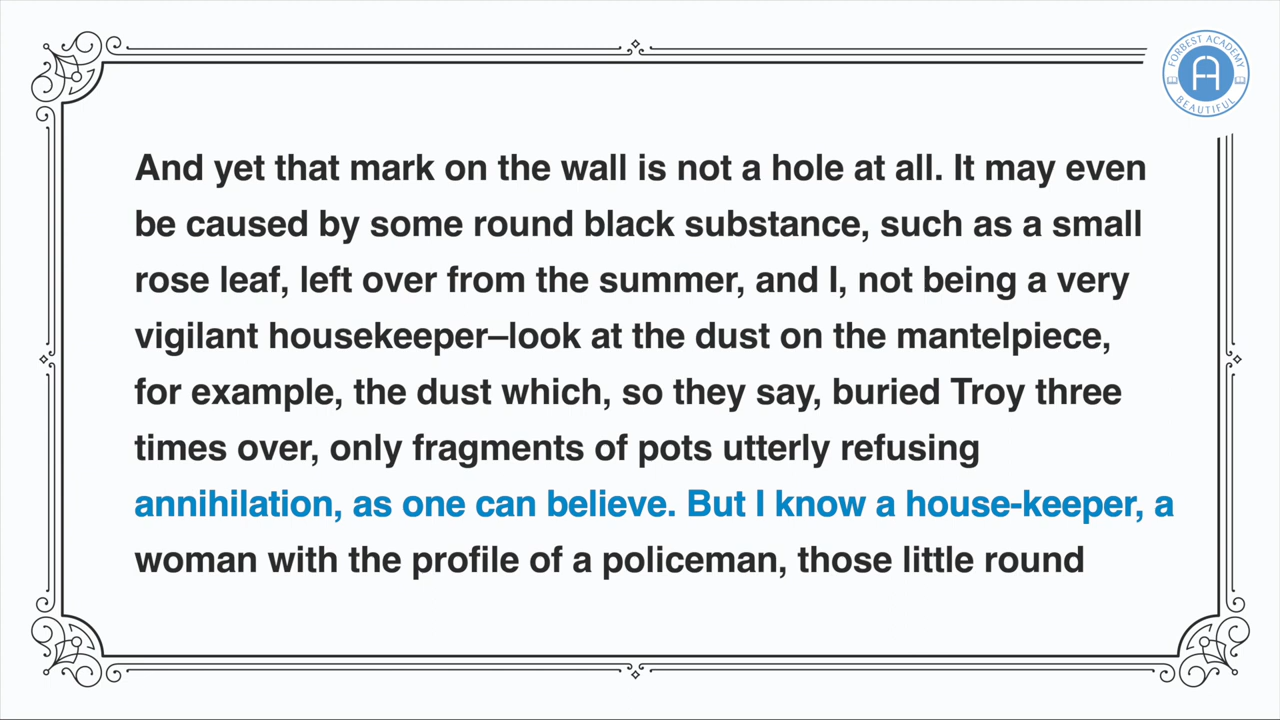 FORBEST ACADEMY
A
BEAUTIFUL
And yet that mark on the wall is not a hole at all. It may even
be caused by some round black substance, such as a small
rose leaf, left over from the summer, and I, not being a very
vigilant housekeeper–look at the dust on the mantelpiece,
for example, the dust which, so they say, buried Troy three
times over, only fragments of pots utterly refusing
annihilation, as one can believe. But I know a house-keeper, a
woman with the profile of a policeman, those little round